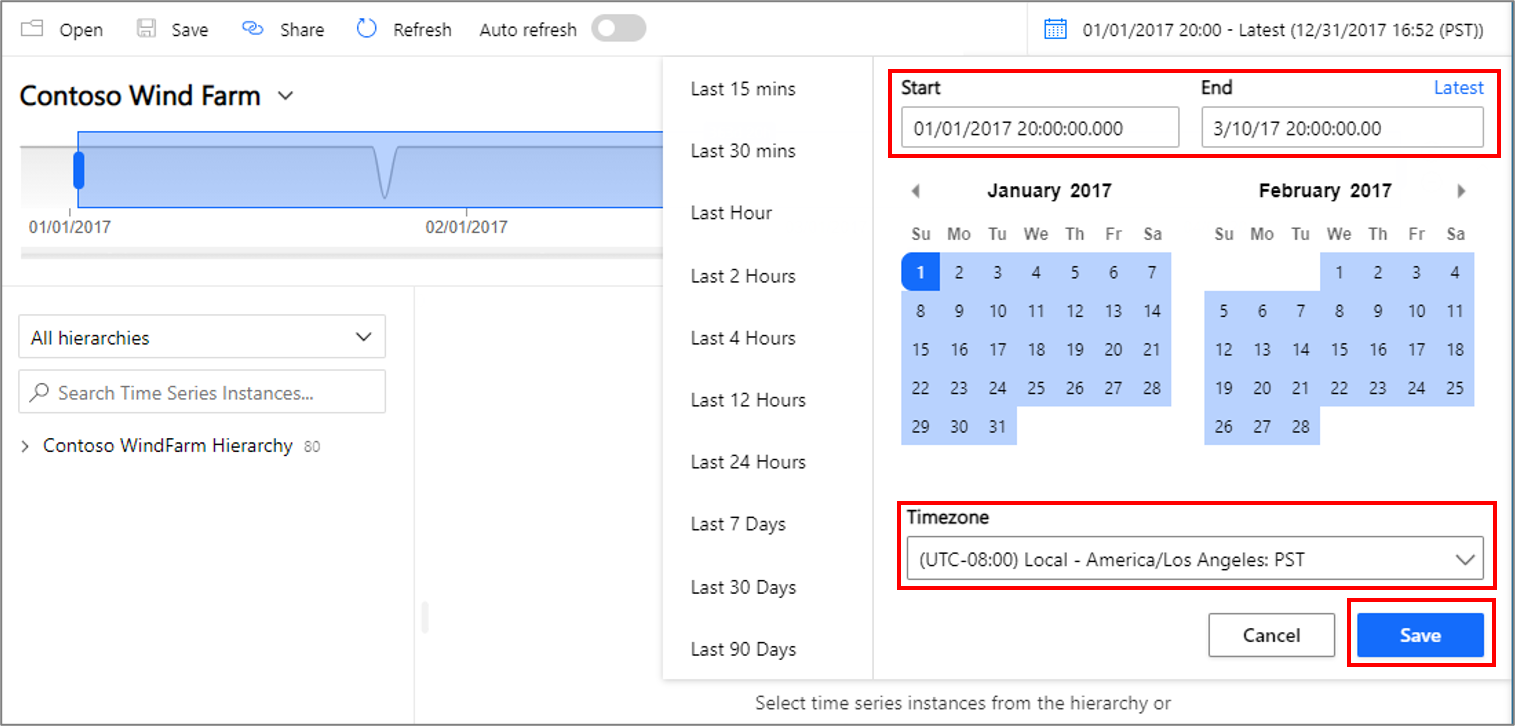 Open Save Share Refresh Auto refresh 01/01/2017 20:00 - Latest (12/31/2017 16:52 (PST))
Contoso Wind Farm
01/01/2017 02/01/2017
All hierarchies
Search Time Series Instances...
Contoso WindFarm Hierarchy 80
Last 15 mins
Last 30 mins
Last Hour
Last 2 Hours
Last 4 Hours
Last 12 Hours
Last 24 Hours
Last 7 Days
Last 30 Days
Last 90 Days
Start End Latest
01/01/2017 20:00:00.000 3/10/17 20:00:00.00
January 2017
Su Mo Tu We Th Fr Sa
1 2 3 4 5 6 7
8 9 10 11 12 13 14
15 16 17 18 19 20 21
22 23 24 25 26 27 28
29 30 31
February 2017
Su Mo Tu We Th Fr Sa
1 2 3 4
5 6 7 8 9 10 11
12 13 14 15 16 17 18
19 20 21 22 23 24 25
26 27 28
Timezone
(UTC-08:00) Local - America/Los Angeles: PST
Cancel Save
Select time series instances from the hierarchy or